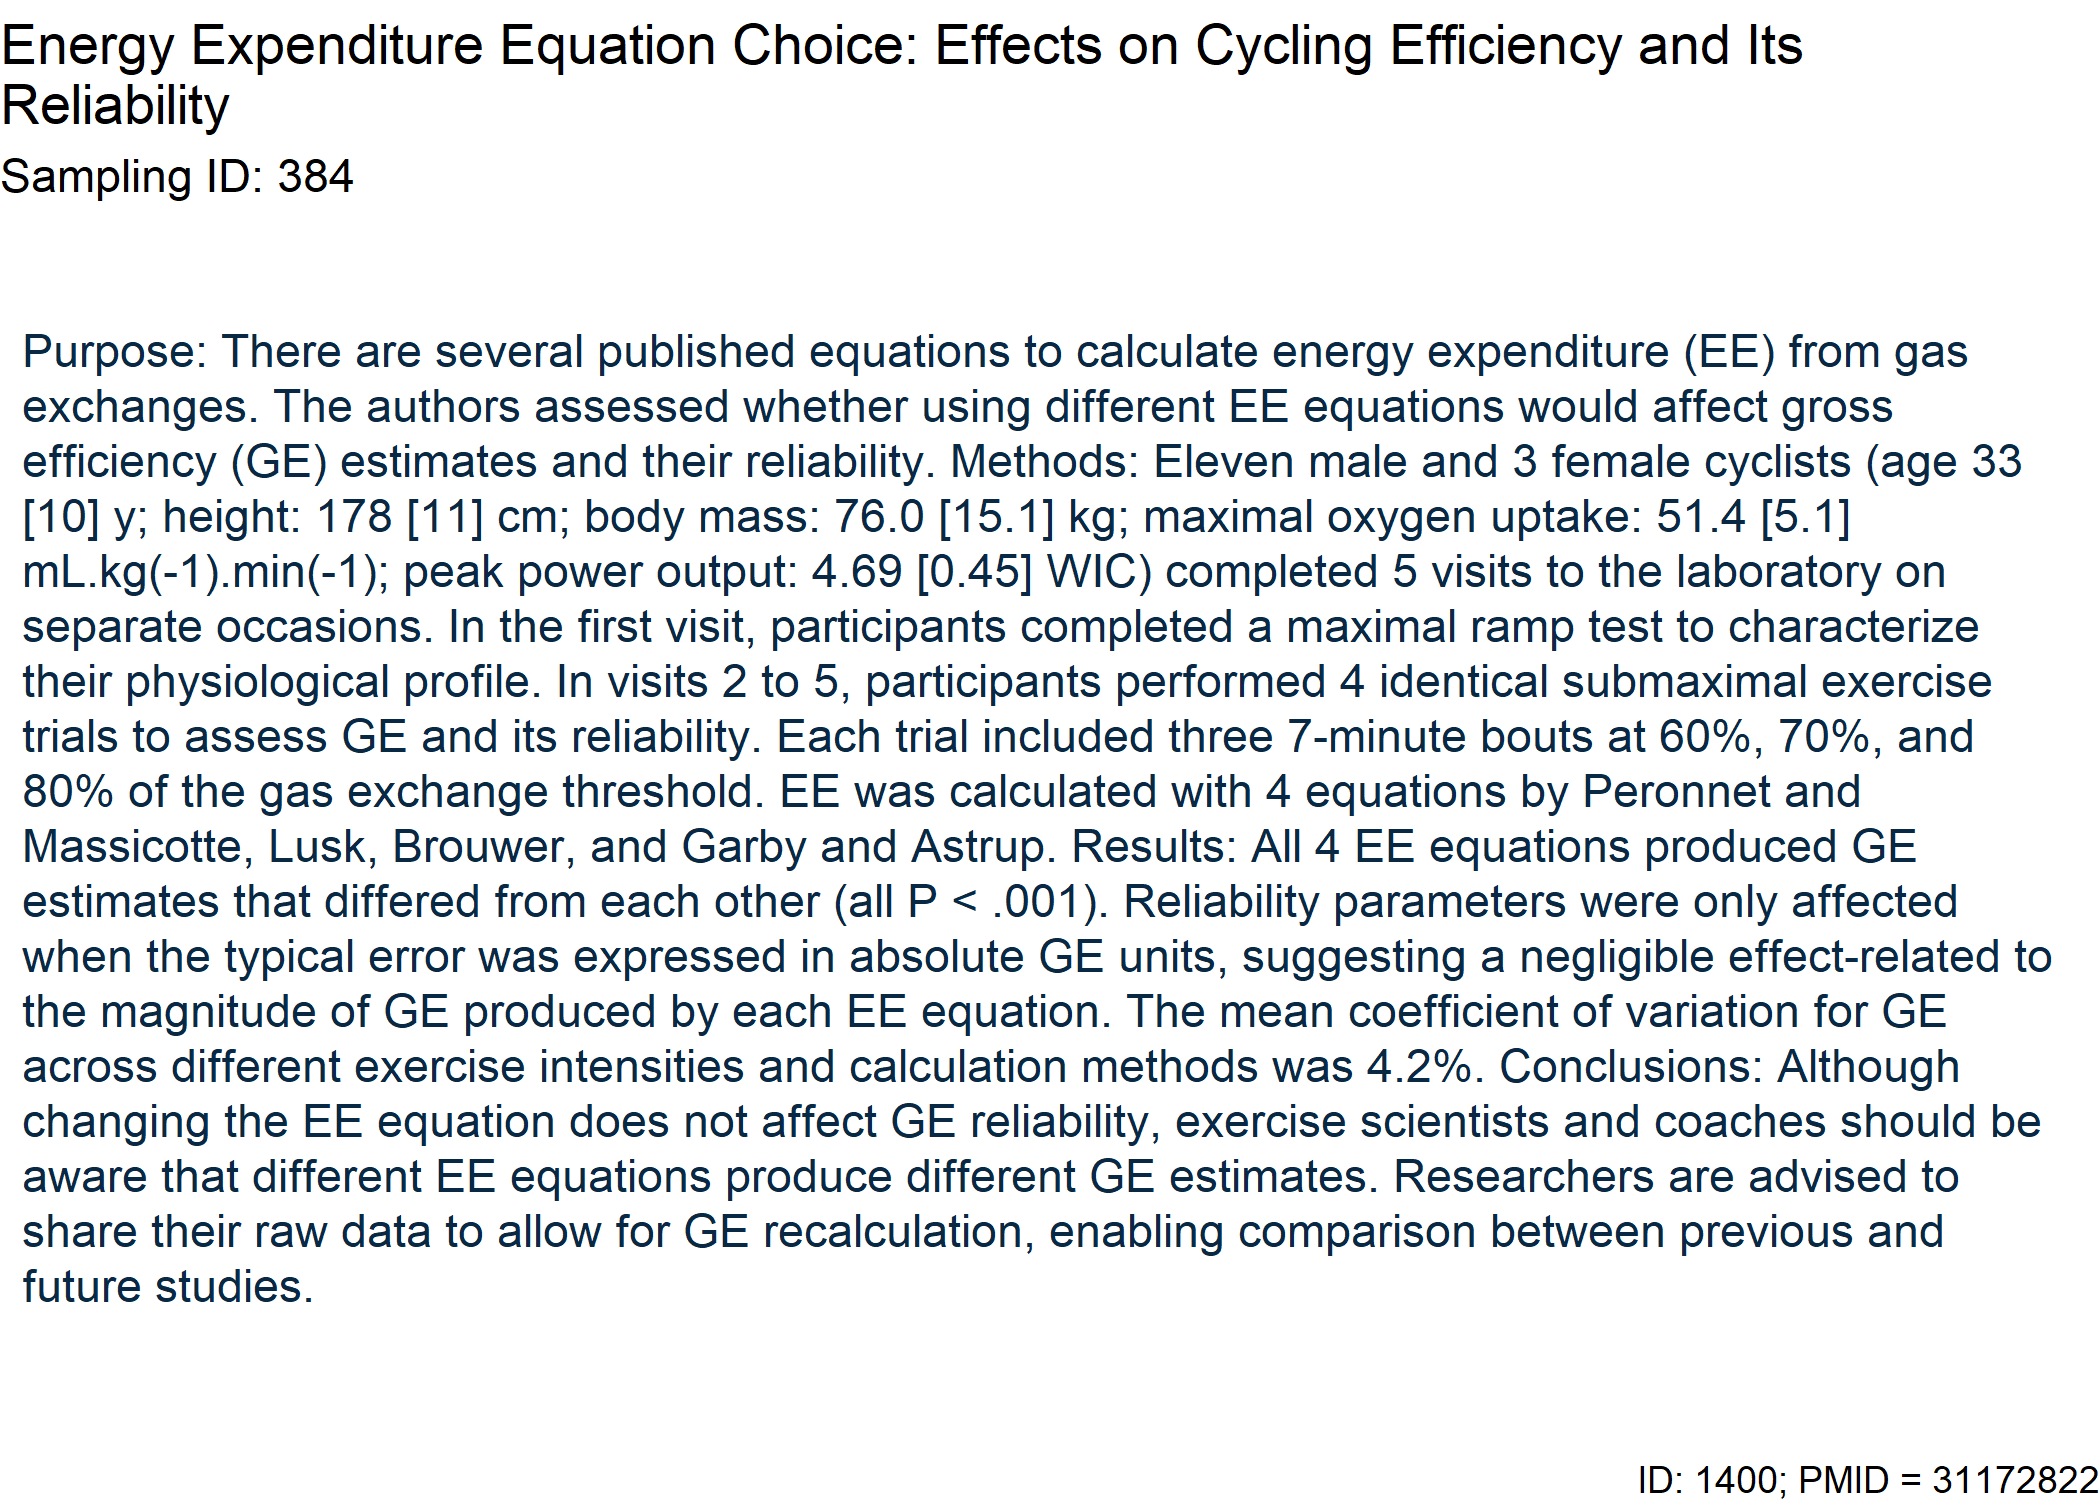 Energy Expenditure Equation Choice: Effects on Cycling Efficiency and Its
Reliability
Sampling ID: 384
Purpose: There are several published equations to calculate energy expenditure (EE) from gas
exchanges. The authors assessed whether using different EE equations would affect gross
efficiency (GE) estimates and their reliability. Methods: Eleven male and 3 female cyclists (age 33
[10] y; height: 178 [11] cm; body mass: 76.0 [15.1] kg; maximal oxygen uptake: 51.4 [5.1]
mL.kg(-1).min(-1); peak power output: 4.69 [0.45] WIC) completed 5 visits to the laboratory on
separate occasions. In the first visit, participants completed a maximal ramp test to characterize
their physiological profile. In visits 2 to 5, participants performed 4 identical submaximal exercise
trials to assess GE and its reliability. Each trial included three 7-minute bouts at 60%, 70%, and
80% of the gas exchange threshold. EE was calculated with 4 equations by Peronnet and
Massicotte, Lusk, Brouwer, and Garby and Astrup. Results: All 4 EE equations produced GE
estimates that differed from each other (all P < .001). Reliability parameters were only affected
when the typical error was expressed in absolute GE units, suggesting a negligible effect-related to
the magnitude of GE produced by each EE equation. The mean coefficient of variation for GE
across different exercise intensities and calculation methods was 4.2%. Conclusions: Although
changing the EE equation does not affect GE reliability, exercise scientists and coaches should be
aware that different EE equations produce different GE estimates. Researchers are advised to
share their raw data to allow for GE recalculation, enabling comparison between previous and
future studies.
ID: 1400; PMID = 31172822